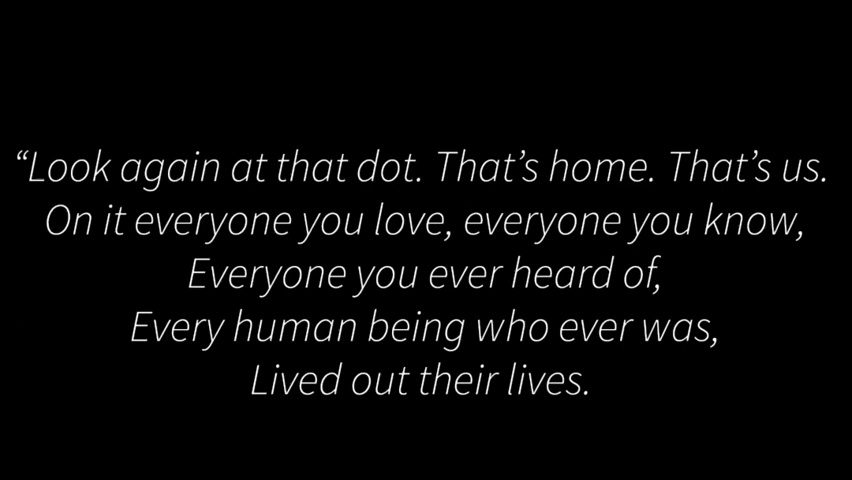 “Look again at that dot. That’s home. That’s us.
On it everyone you love, everyone you know,
Everyone you ever heard of,
Every human being who ever was,
Lived out their lives.